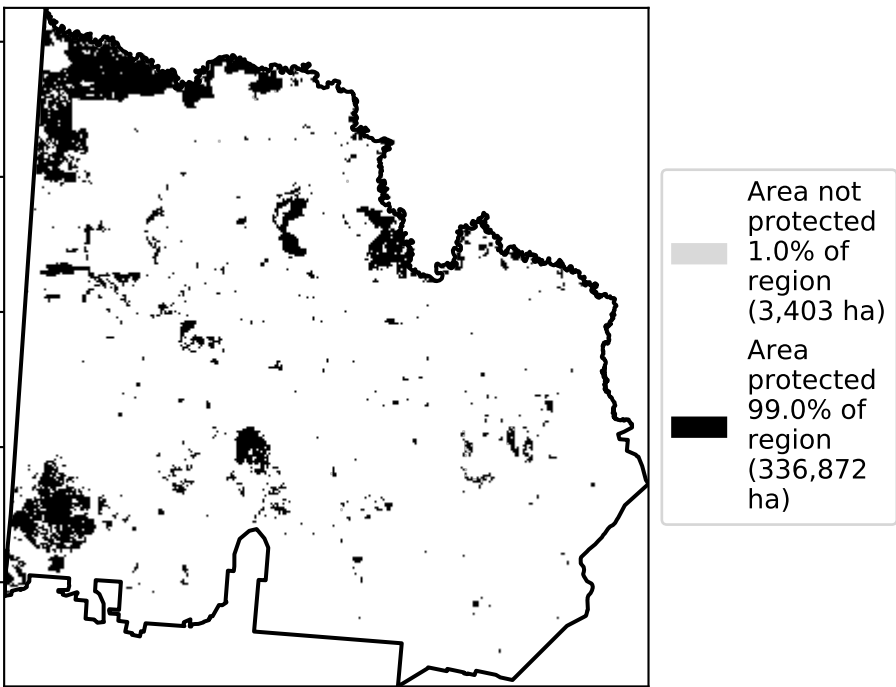 Area not
protected
1.0% of
region
(3,403 ha)
Area
protected
99.0% of
region
(336,872
ha)